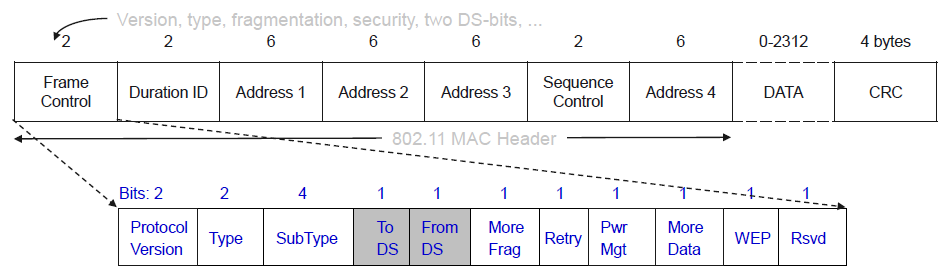 Version, type, fragmentation, security, two DS-bits, ...
2 2 6 6 6 2 6 0-2312 4 bytes
Frame Control Duration ID Address 1 Address 2 Address 3 Sequence Control Address 4 DATA CRC
802.11 MAC Header
Bits: 2 2 4 1 1 1 1 1 1 1 1
Protocol Version Type SubType To DS From DS More Frag Retry Pwr Mgt More Data WEP Rsvd